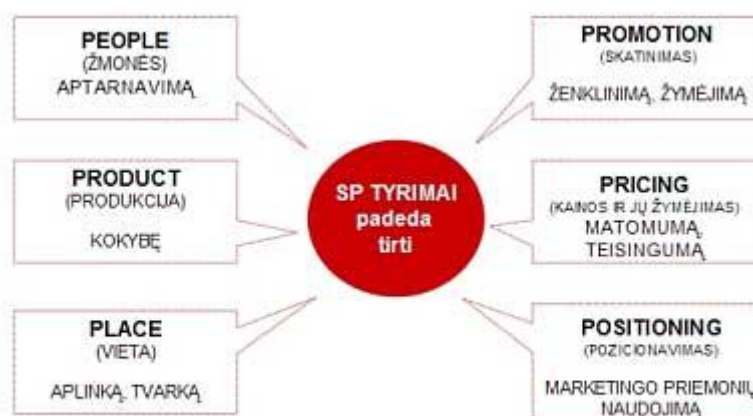 PEOPLE
(ŽMONĖS)
APTARNAVIMĄ
PRODUCT
(PRODUKCIJA)
KOKYBĘ
PLACE
(VIETA)
APLINKĄ, TVARKĄ
SP TYRIMAI
padeda
tirti
PROMOTION
(SKATINIMAS)
ŽENKLINIMĄ, ŽYMĖJIMĄ
PRICING
(KAINOS IR JŲ ŽYMĖJIMAS)
MATOMUMĄ,
TEISINGUMĄ
POSITIONING
(POZICIONAVIMAS)
MARKETINGO PRIEMONIŲ
NAUDOJIMĄ